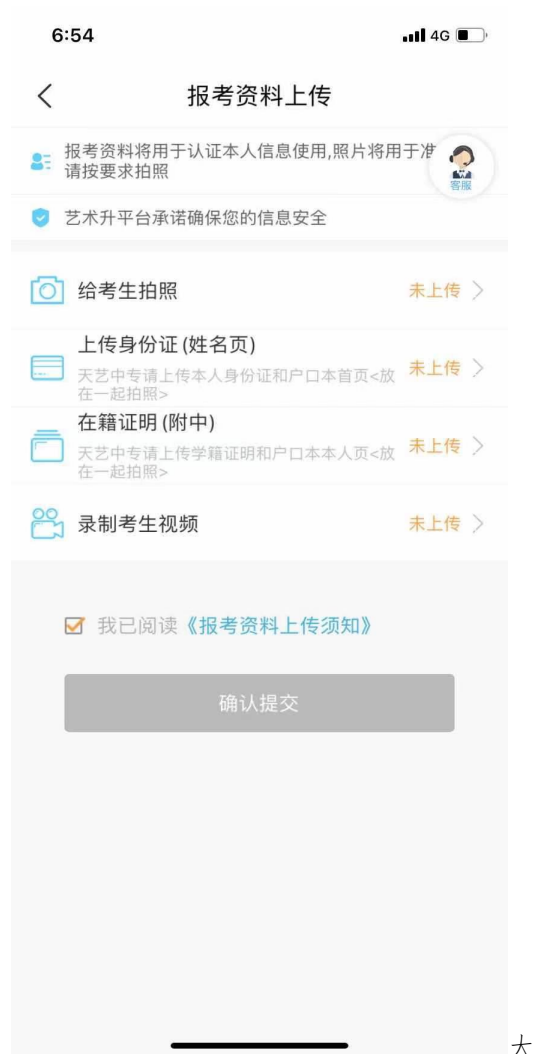 6:54
4G
报考资料上传
报考资料将用于认证本人信息使用,照片将用于准
请按要求拍照
客服
艺术升平台承诺确保您的信息安全
给考生拍照
未上传
上传身份证(姓名页)
天艺中专请上传本人身份证和户口本首页<放
在一起拍照>
未上传
在籍证明(附中)
天艺中专请上传学籍证明和户口本本人页<放
在一起拍照>
未上传
录制考生视频
未上传
我已阅读《报考资料上传须知》
确认提交